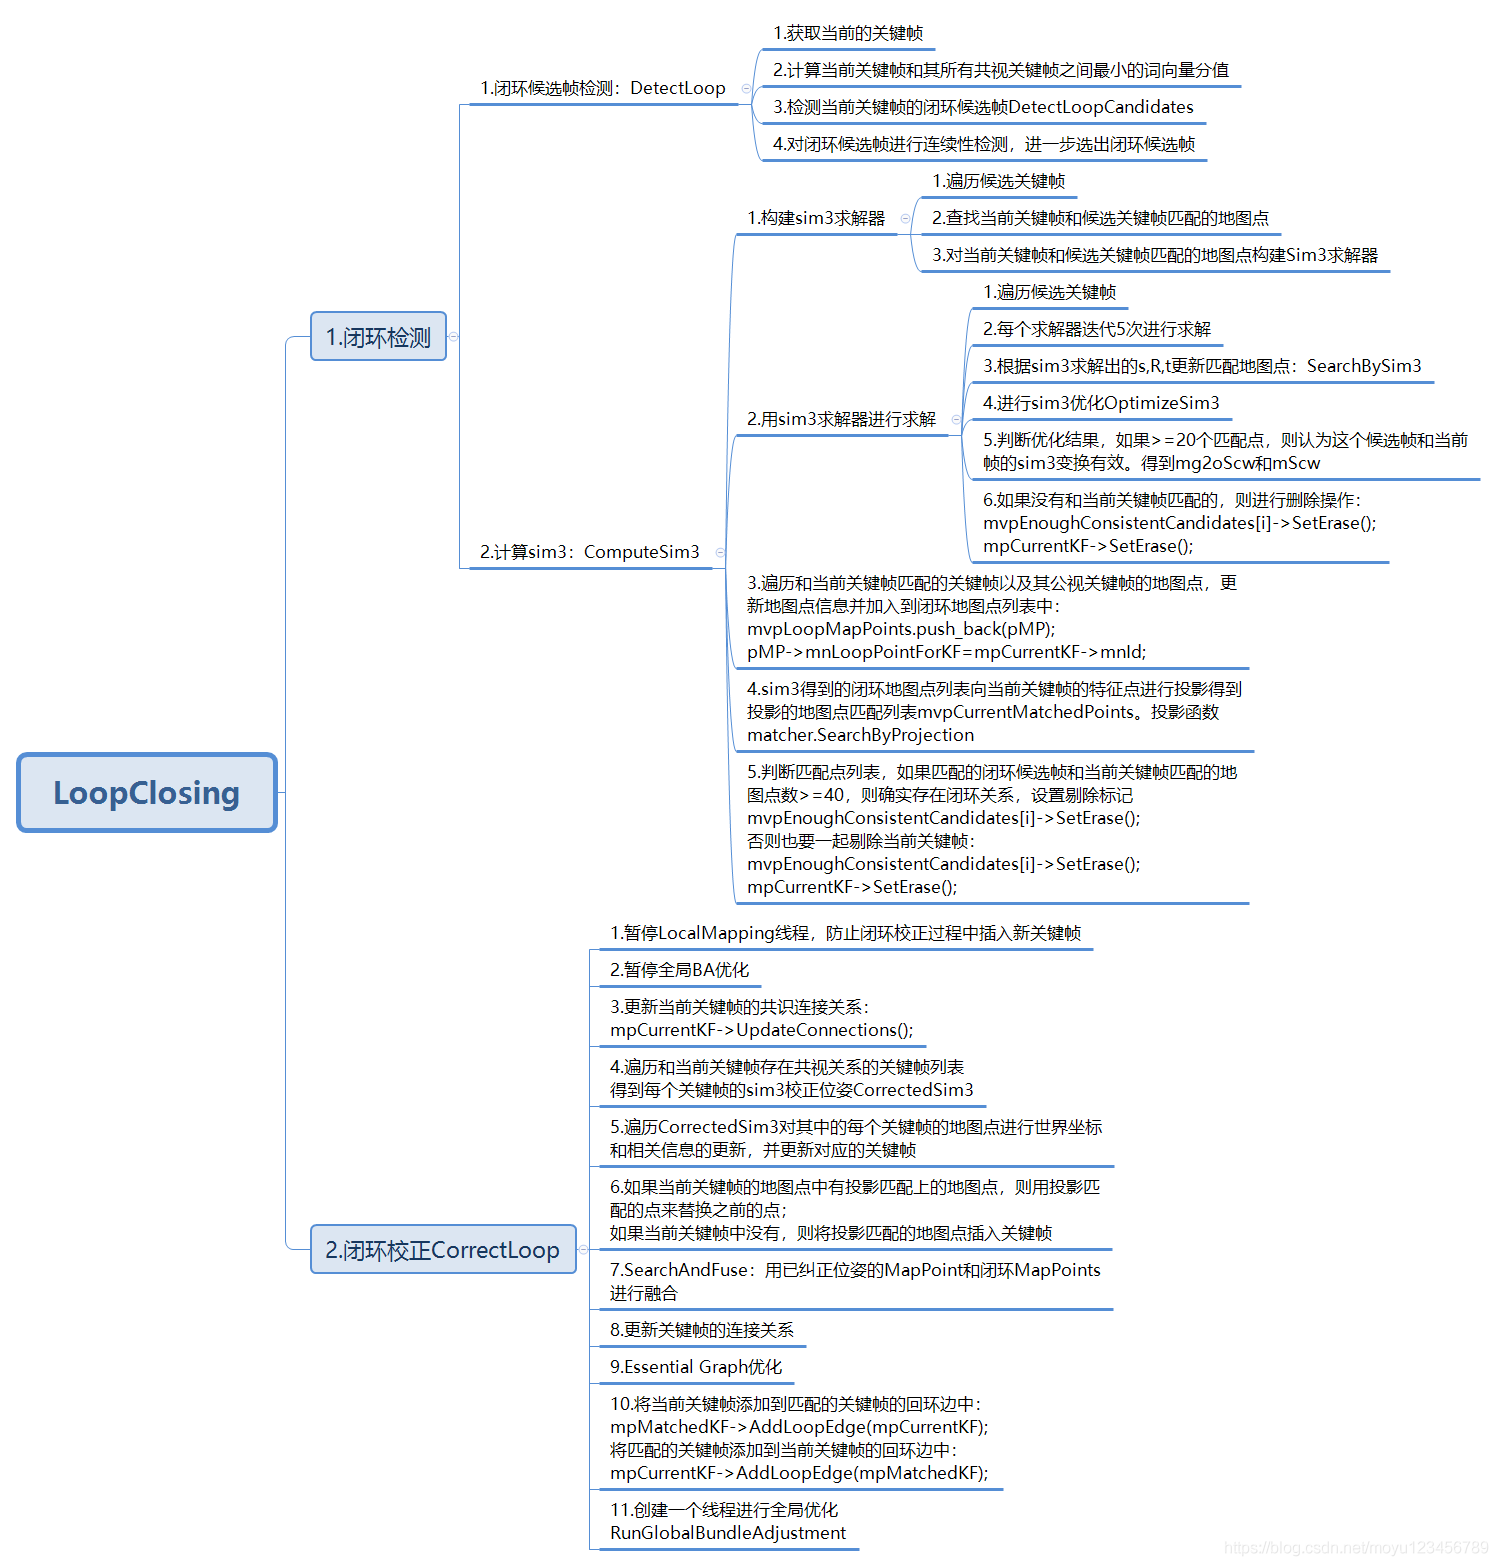 LoopClosing
1.闭环检测
1.闭环候选帧检测：DetectLoop
1.获取当前的关键帧
2.计算当前关键帧和其所有共视关键帧之间最小的词向量分值
3.检测当前关键帧的闭环候选帧DetectLoopCandidates
4.对闭环候选帧进行连续性检测，进一步选出闭环候选帧
2.计算sim3：ComputeSim3
1.构建sim3求解器
1.遍历候选关键帧
2.查找当前关键帧和候选关键帧匹配的地图点
3.对当前关键帧和候选关键帧匹配的地图点构建Sim3求解器
2.用sim3求解器进行求解
1.遍历候选关键帧
2.每个求解器迭代5次进行求解
3.根据sim3求解出的s,R,t更新匹配地图点：SearchBySim3
4.进行sim3优化OptimizeSim3
5.判断优化结果，如果>=20个匹配点，则认为这个候选帧和当前
帧的sim3变换有效。得到mg2oScw和mScw
6.如果没有和当前关键帧匹配的，则进行删除操作：
mvpEnoughConsistentCandidates[i]->SetErase();
mpCurrentKF->SetErase();
3.遍历和当前关键帧匹配的关键帧以及其公视关键帧的地图点，更
新地图点信息并加入到闭环地图点列表中：
mvpLoopMapPoints.push_back(pMP);
pMP->mnLoopPointForKF=mpCurrentKF->mnId;
4.sim3得到的闭环地图点列表向当前关键帧的特征点进行投影得到
投影的地图点匹配列表mvpCurrentMatchedPoints。投影函数
matcher.SearchByProjection
5.判断匹配点列表，如果匹配的闭环候选帧和当前关键帧匹配的地
图点数>=40，则确实存在闭环关系，设置剔除标记
mvpEnoughConsistentCandidates[i]->SetErase();
否则也要一起剔除当前关键帧：
mvpEnoughConsistentCandidates[i]->SetErase();
mpCurrentKF->SetErase();
2.闭环校正CorrectLoop
1.暂停LocalMapping线程，防止闭环校正过程中插入新关键帧
2.暂停全局BA优化
3.更新当前关键帧的共识连接关系：
mpCurrentKF->UpdateConnections();
4.遍历和当前关键帧存在共视关系的关键帧列表
得到每个关键帧的sim3校正位姿CorrectedSim3
5.遍历CorrectedSim3对其中的每个关键帧的地图点进行世界坐标
和相关信息的更新，并更新对应的关键帧
6.如果当前关键帧的地图点中有投影匹配上的地图点，则用投影匹
配的点来替换之前的点；
如果当前关键帧中没有，则将投影匹配的地图点插入关键帧
7.SearchAndFuse：用已纠正位姿的MapPoint和闭环MapPoints
进行融合
8.更新关键帧的连接关系
9.Essential Graph优化
10.将当前关键帧添加到匹配的关键帧的回环边中：
mpMatchedKF->AddLoopEdge(mpCurrentKF);
将匹配的关键帧添加到当前关键帧的回环边中：
mpCurrentKF->AddLoopEdge(mpMatchedKF);
11.创建一个线程进行全局优化
RunGlobalBundleAdjustment
https://blog.csdn.net/moyu123456789